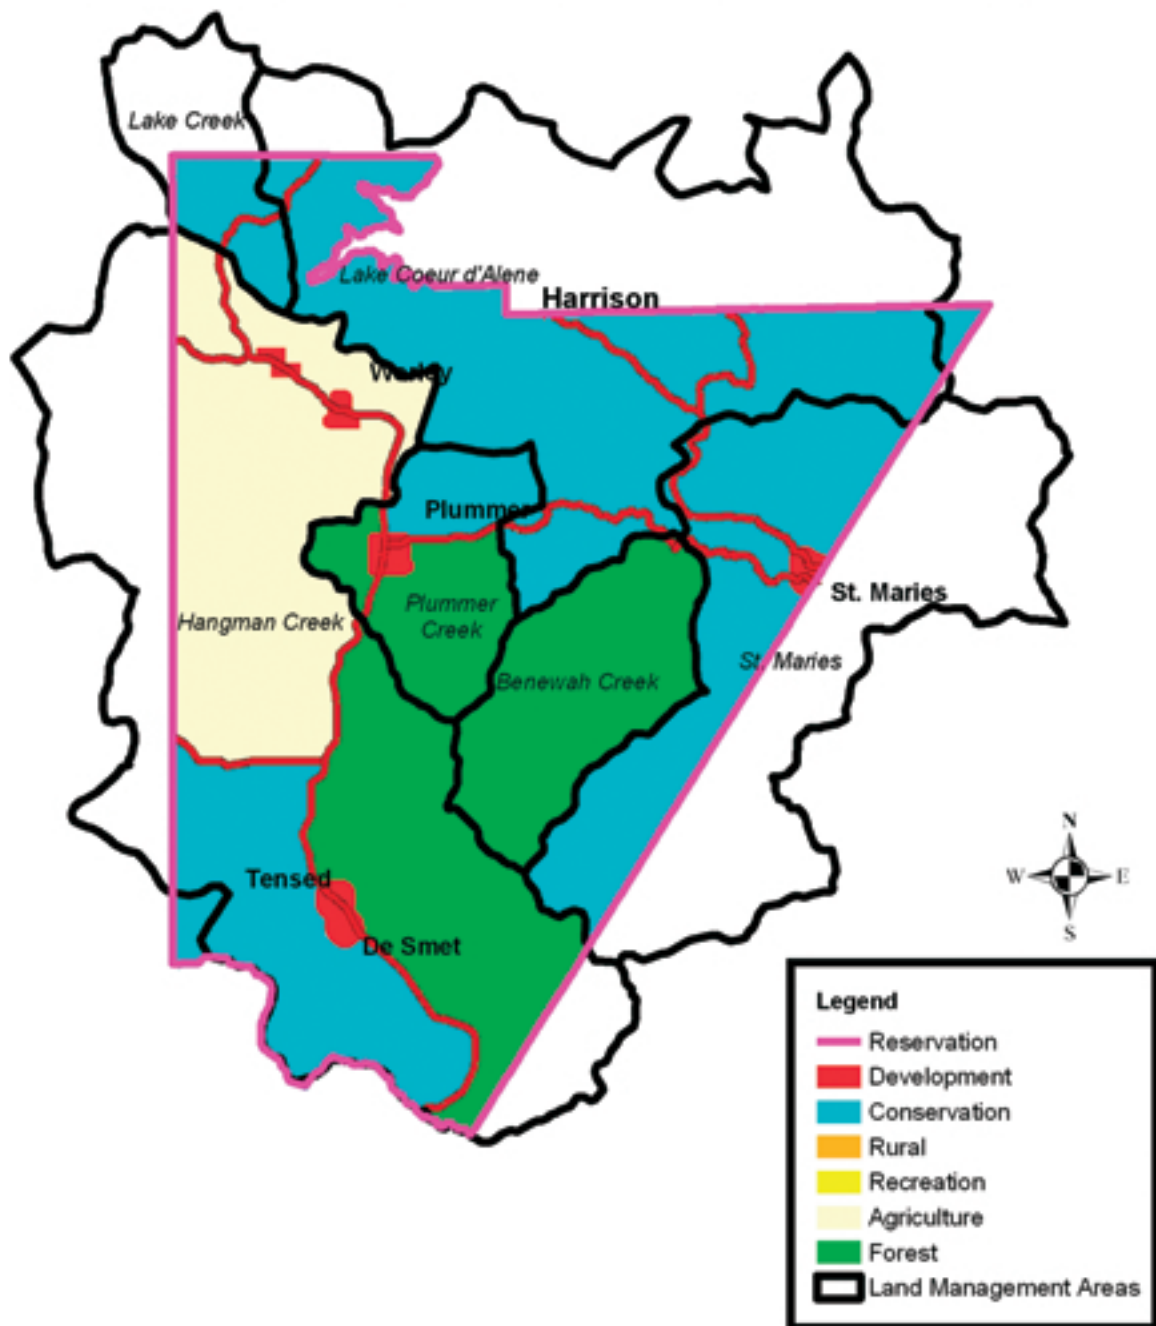 Lake Creek
Lake Coeur d'Alene
Harrison
Worley
Plummer
St. Maries
Plummer
Creek
Hangman Creek
St. Maries
Benewah Creek
Tensed
De Smet
N
W
E
S
Legend
Reservation
Development
Conservation
Rural
Recreation
Agriculture
Forest
Land Management Areas